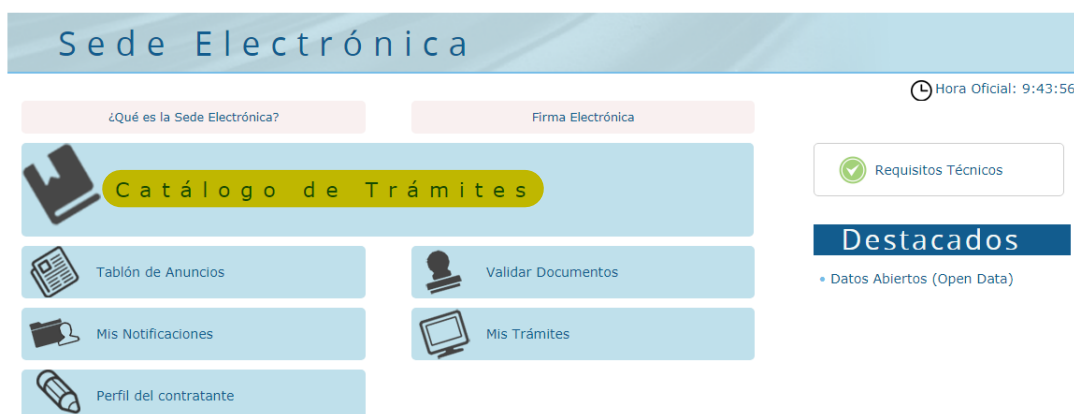 Sede Electrónica
Hora Oficial: 9:43:56
¿Qué es la Sede Electrónica?
Firma Electrónica
Catálogo de Trámites
Requisitos Técnicos
Destacados
Tablón de Anuncios
Validar Documentos
• Datos Abiertos (Open Data)
Mis Notificaciones
Mis Trámites
Perfil del contratante